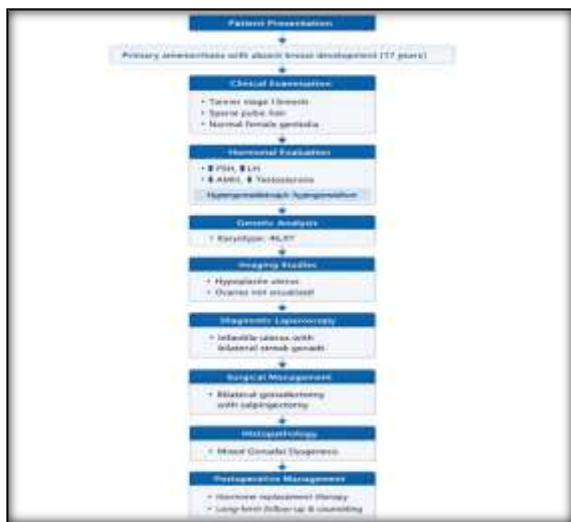 Patient Presentation
Primary amenorrhea with absent breast development (17 years)
Clinical Examination
• Tanner stage I breasts
• Sparse pubic hair
• Normal female genitalia
Hormonal Evaluation
• FSH, LH
• AMH, Testosterone
Hypergonadotropic hypogonadism
Genetic Analysis
• Karyotype: 46,XY
Imaging Studies
• Hypoplastic uterus
• Ovaries not visualized
Diagnostic Laparoscopy
• Infantile uterus with
bilateral streak gonads
Surgical Management
• Bilateral gonadectomy
with salpingectomy
Histopathology
• Mixed Gonadal Dysgenesis
Postoperative Management
• Hormone replacement therapy
• Long-term follow-up & counseling